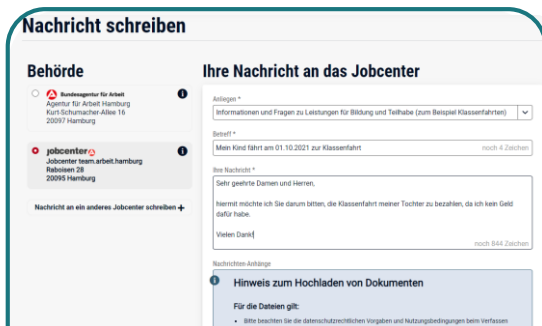 Nachricht schreiben
Behörde
Bundesagentur für Arbeit
Agentur für Arbeit Hamburg
Kurt-Schumacher-Allee 16
20097 Hamburg
jobcenter
Jobcenter team.arbeit.hamburg
Raboisen 28
20095 Hamburg
Nachricht an ein anderes Jobcenter schreiben +
Ihre Nachricht an das Jobcenter
Anliegen *
Informationen und Fragen zu Leistungen für Bildung und Teilhabe (zum Beispiel Klassenfahrten)
Betreff *
Mein Kind fährt am 01.10.2021 zur Klassenfahrt noch 4 Zeichen
Ihre Nachricht *
Sehr geehrte Damen und Herren,
hiermit möchte ich Sie darum bitten, die Klassenfahrt meiner Tochter zu bezahlen, da ich kein Geld
dafür habe.
Vielen Dank!
noch 844 Zeichen
Nachrichten-Anhänge
Hinweis zum Hochladen von Dokumenten
Für die Dateien gilt:
• Bitte beachten Sie die datenschutzrechtlichen Vorgaben und Nutzungsbedingungen beim Verfassen